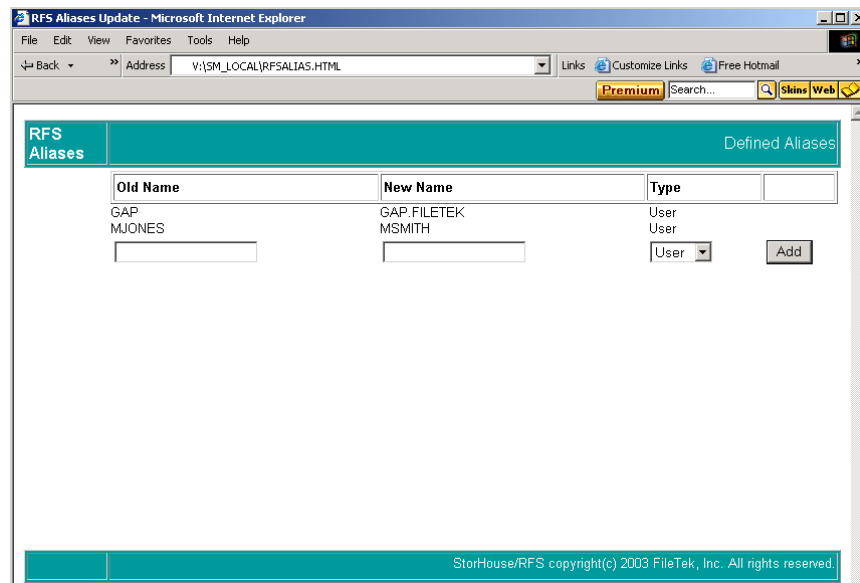 RFS Aliases Update - Microsoft Internet Explorer
File Edit View Favorites Tools Help
Back » Address V:\SM_LOCAL\RFSALIAS.HTML Links Customize Links Free Hotmail
Premium Search... Skins Web
RFS
Aliases
Defined Aliases
Old Name New Name Type
GAP GAP.FILETEK User
MJONES MSMITH User
User Add
StorHouse/RFS copyright(c) 2003 FileTek, Inc. All rights reserved.